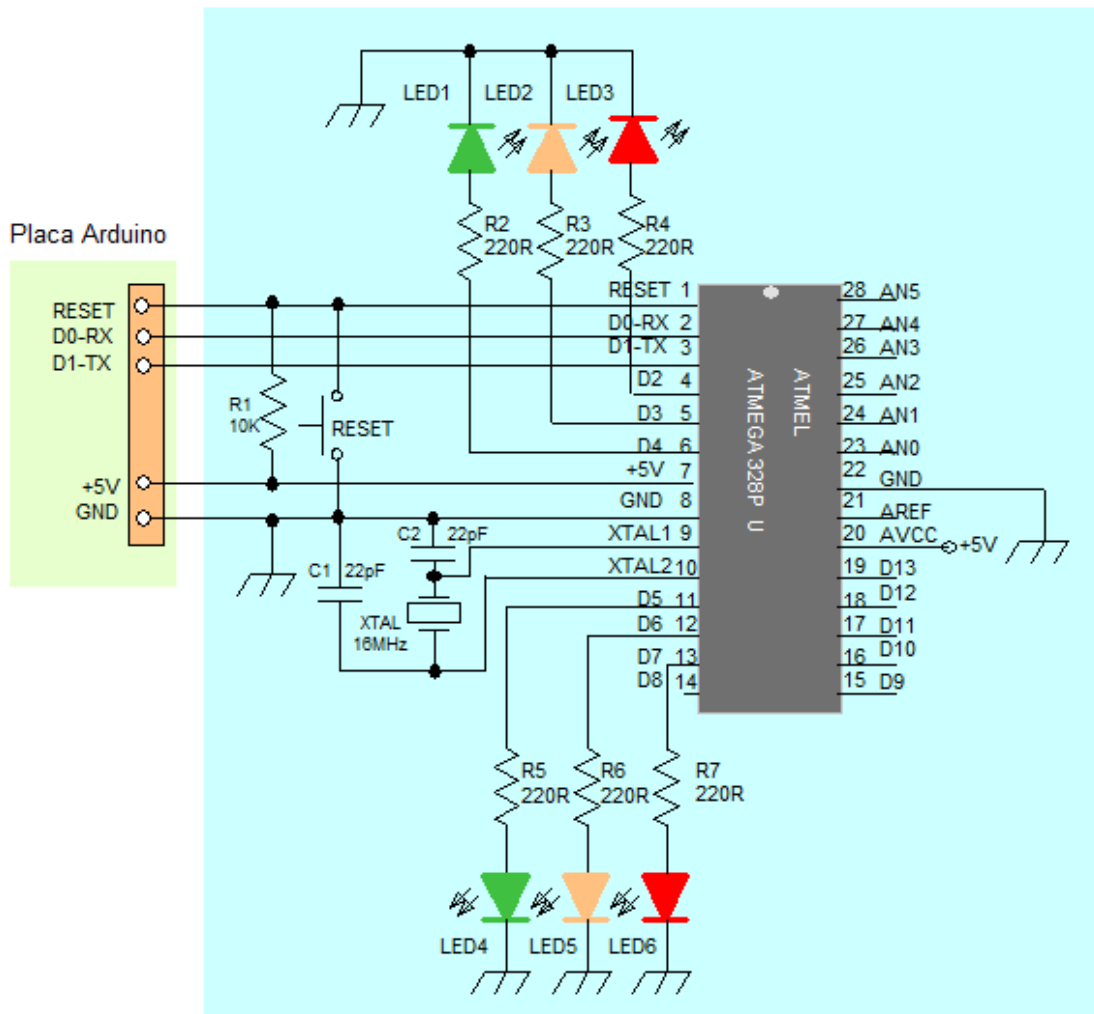 LED1 LED2 LED3
R2 220R
R3 220R
R4 220R
Placa Arduino
RESET
D0-RX
D1-TX
+5V
GND
R1 10K
RESET
C1 22pF
C2 22pF
XTAL 16MHz
RESET 1
D0-RX 2
D1-TX 3
D2 4
D3 5
D4 6
+5V 7
GND 8
XTAL1 9
XTAL2 10
D5 11
D6 12
D7 13
D8 14
ATMEL
ATMEGA328P U
28 AN5
27 AN4
26 AN3
25 AN2
24 AN1
23 AN0
22 GND
21 AREF
20 AVCC
+5V
19 D13
18 D12
17 D11
16 D10
15 D9
R5 220R
R6 220R
R7 220R
LED4 LED5 LED6